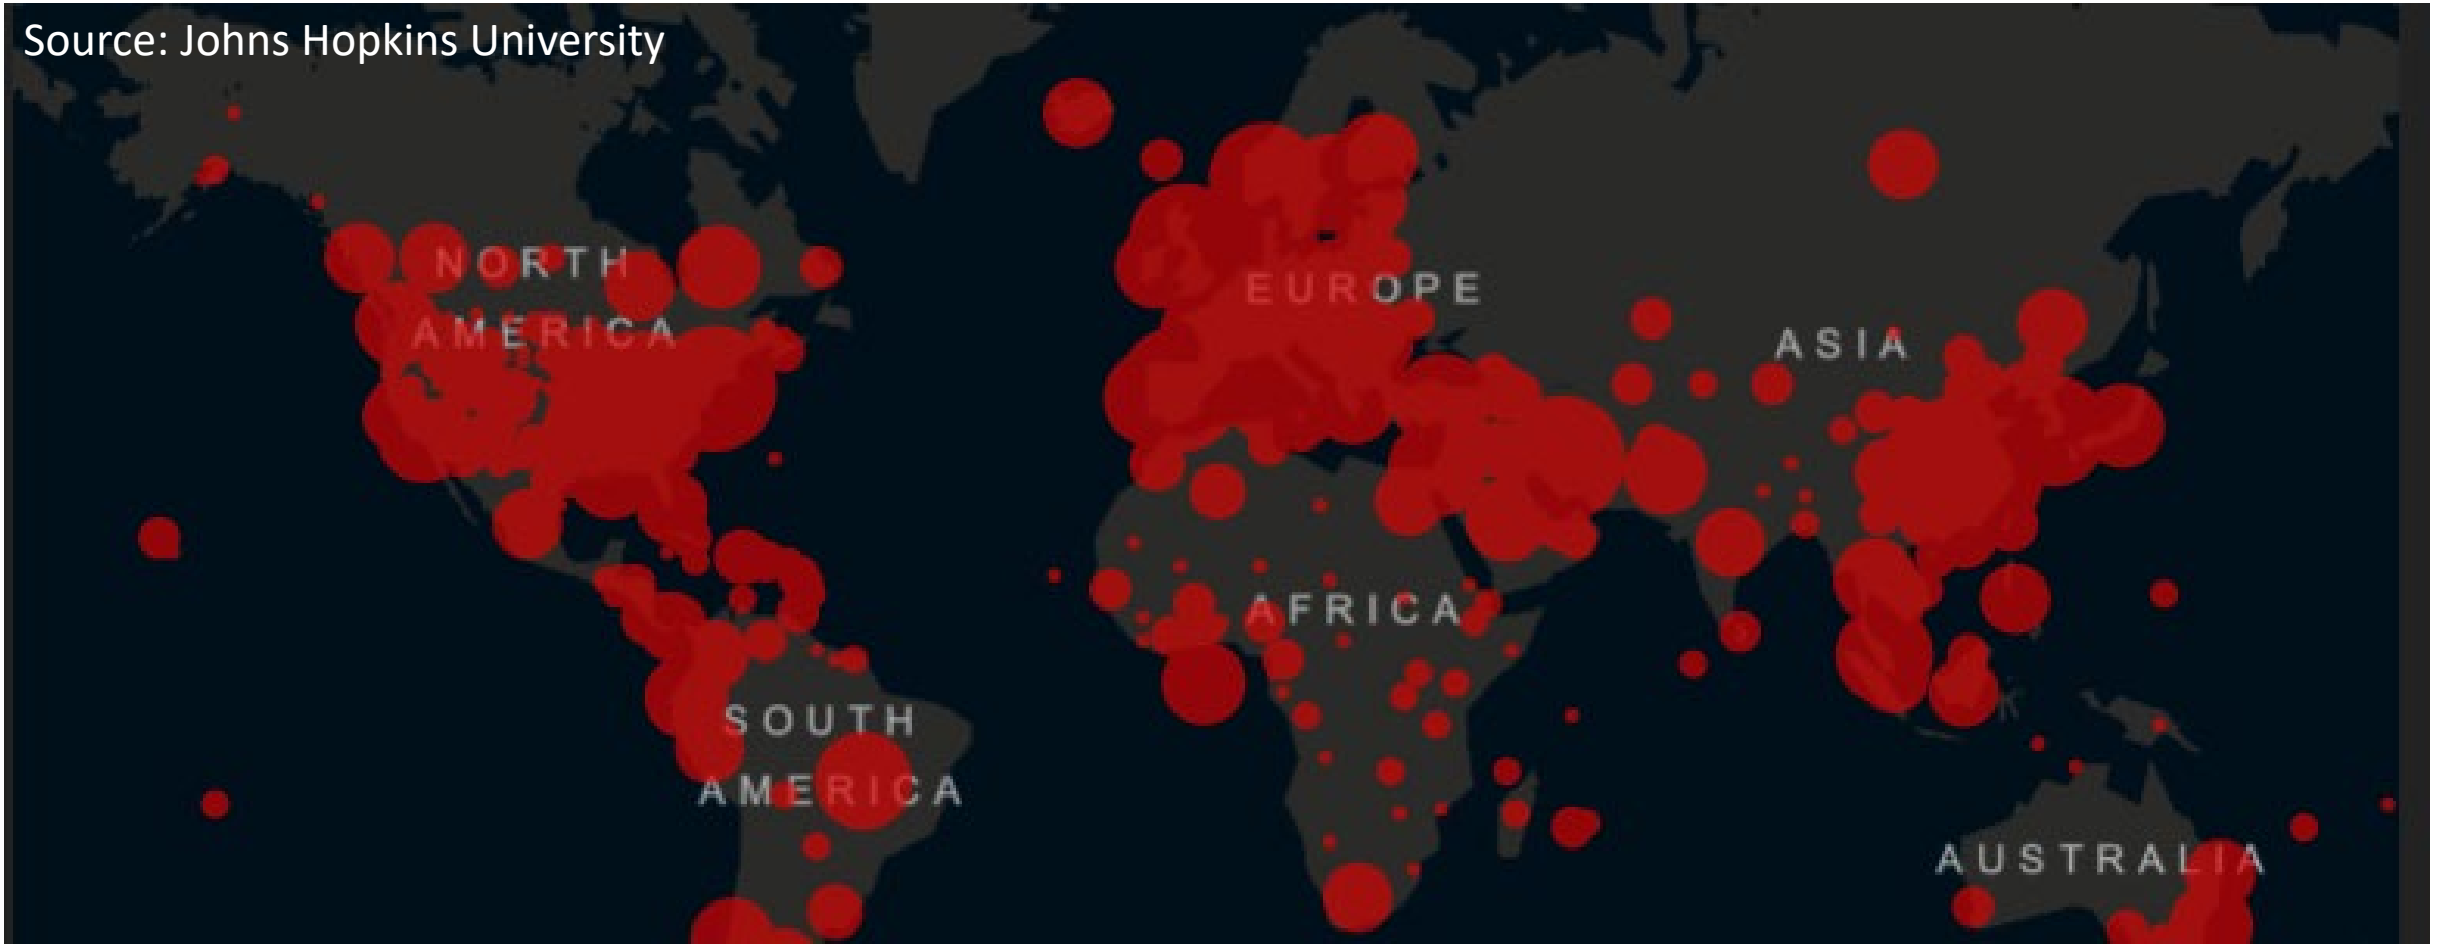 Source: Johns Hopkins University
NORTH
AMERICA
EUROPE
ASIA
AFRICA
SOUTH
AMERICA
AUSTRALIA